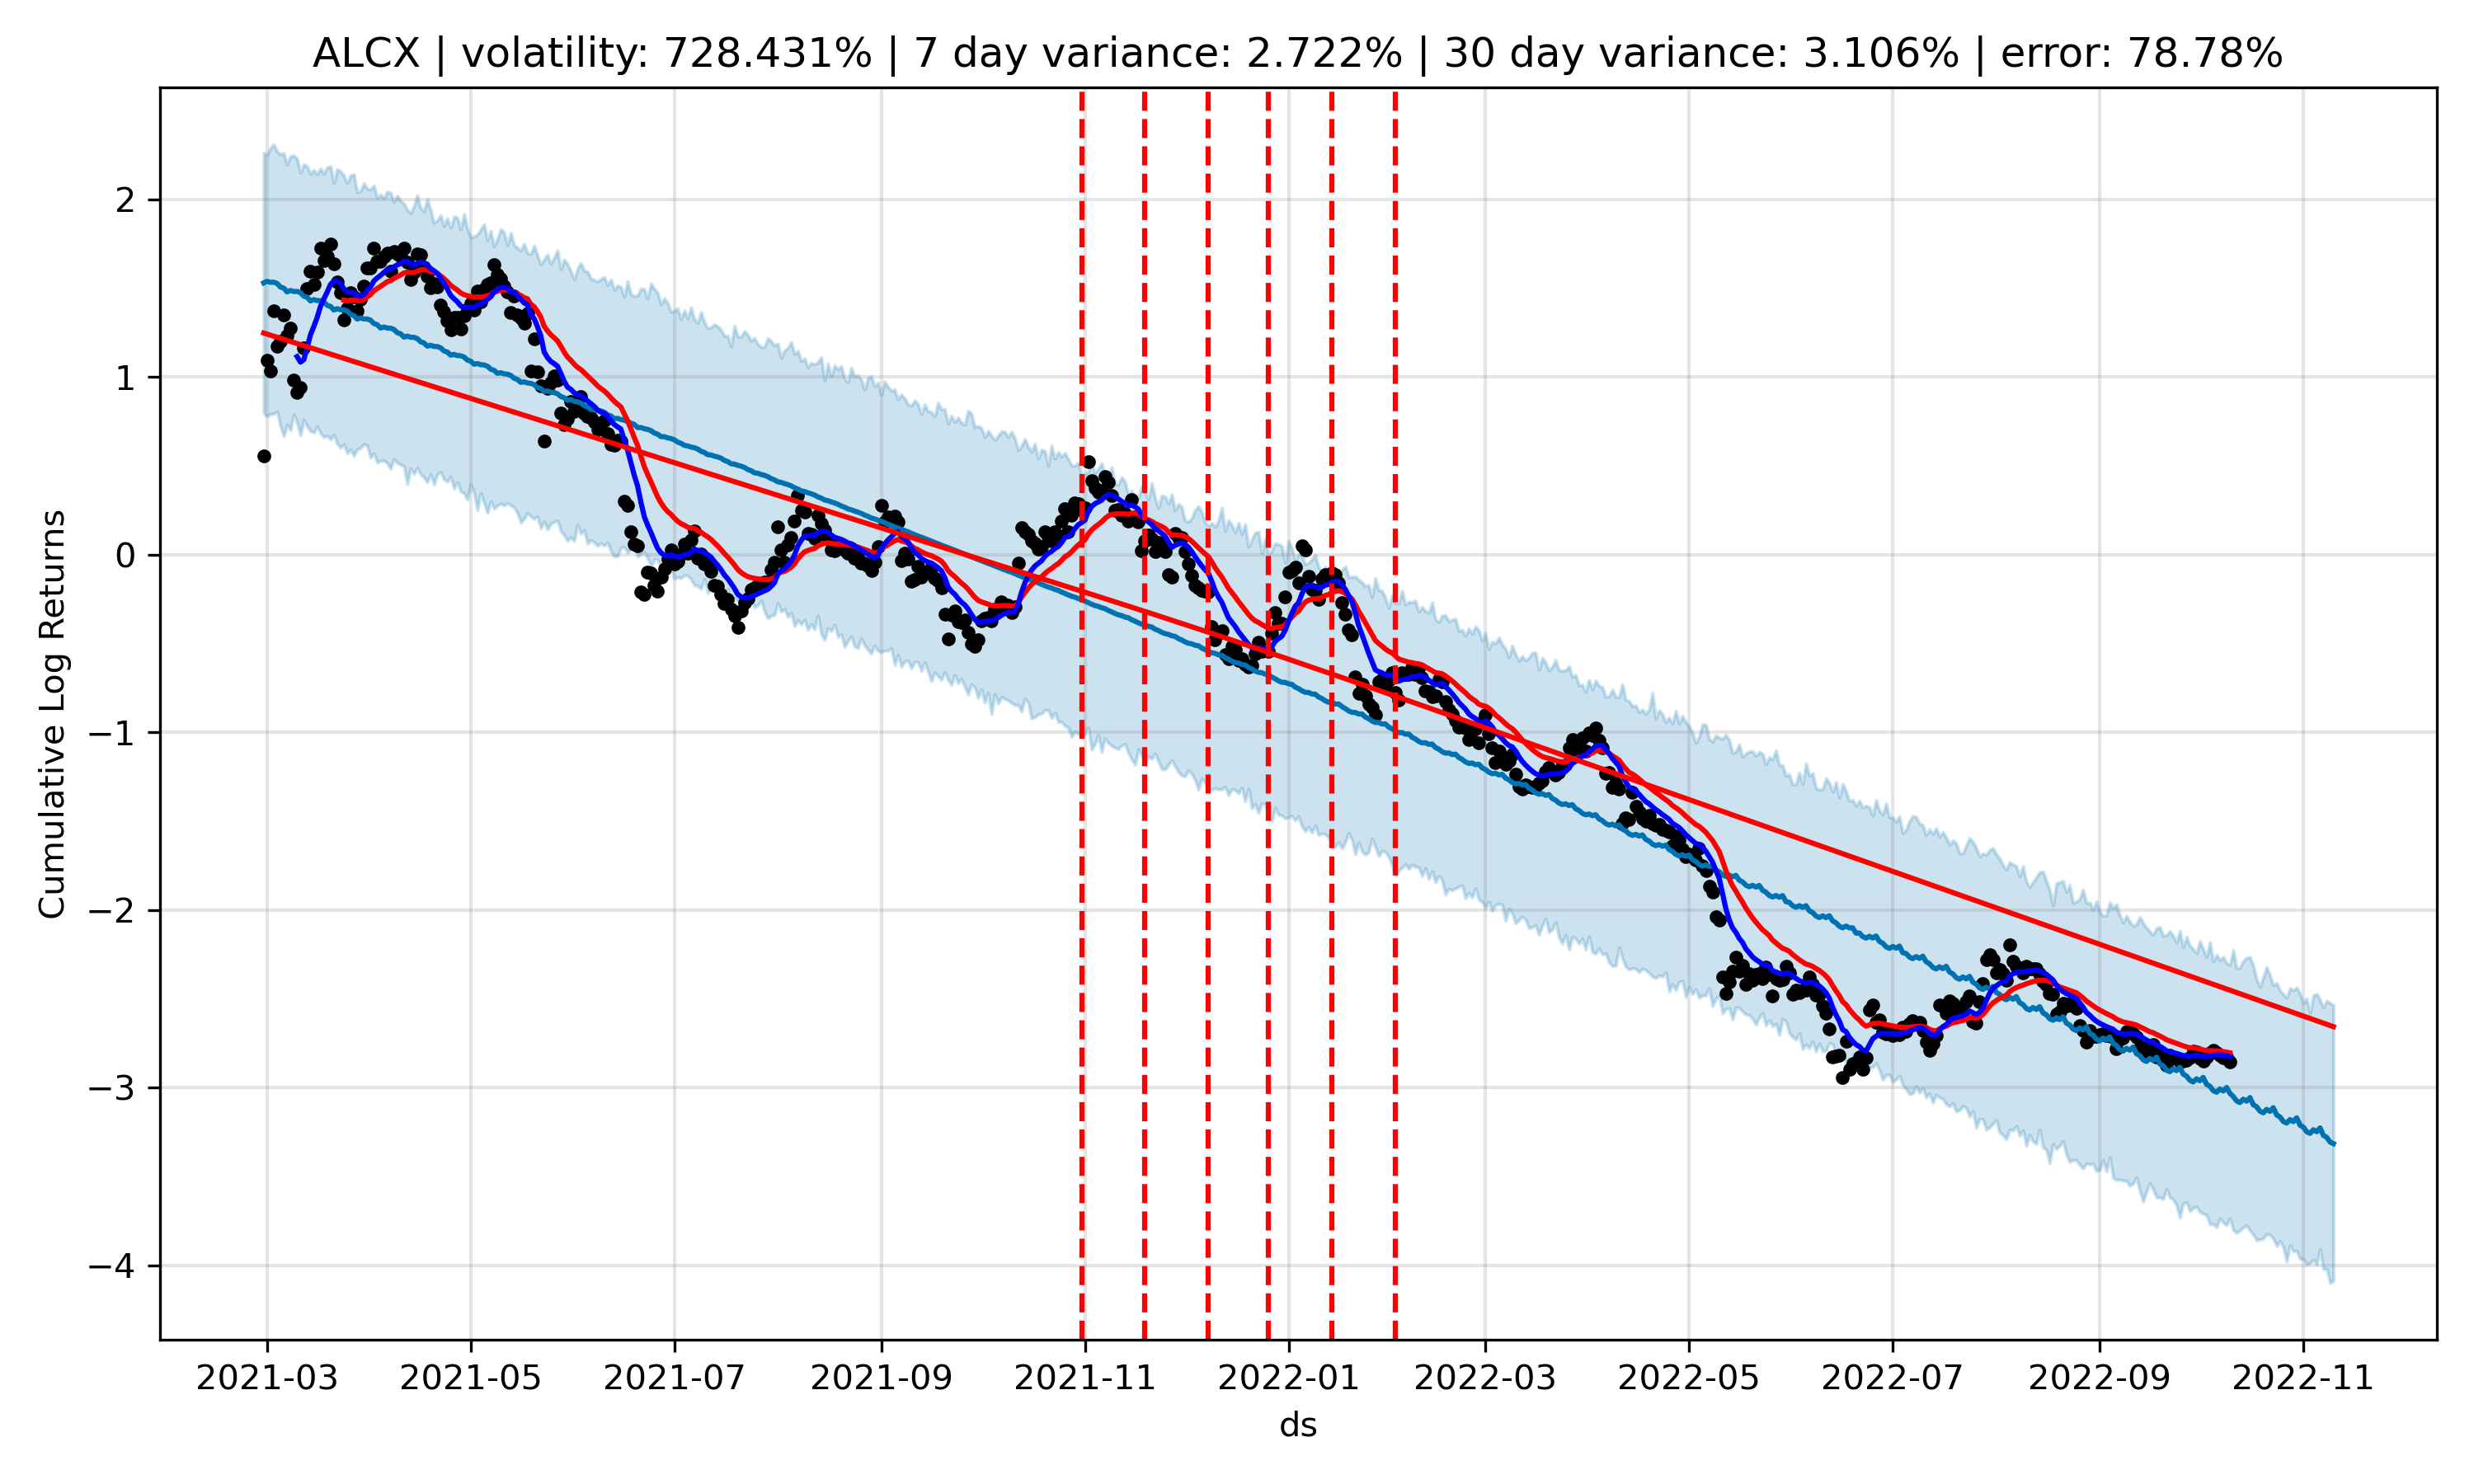 ALCX | volatility: 728.431% | 7 day variance: 2.722% | 30 day variance: 3.106% | error: 78.78%
Cumulative Log Returns
2
1
0
−1
−2
−3
−4
2021-03 2021-05 2021-07 2021-09 2021-11 2022-01 2022-03 2022-05 2022-07 2022-09 2022-11
ds